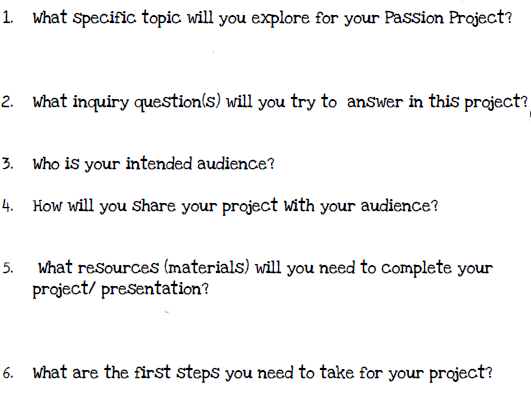 1. What specific topic will you explore for your Passion Project?
2. What inquiry question(s) will you try to answer in this project?
3. Who is your intended audience?
4. How will you share your project with your audience?
5. What resources (materials) will you need to complete your
project/ presentation?
6. What are the first steps you need to take for your project?